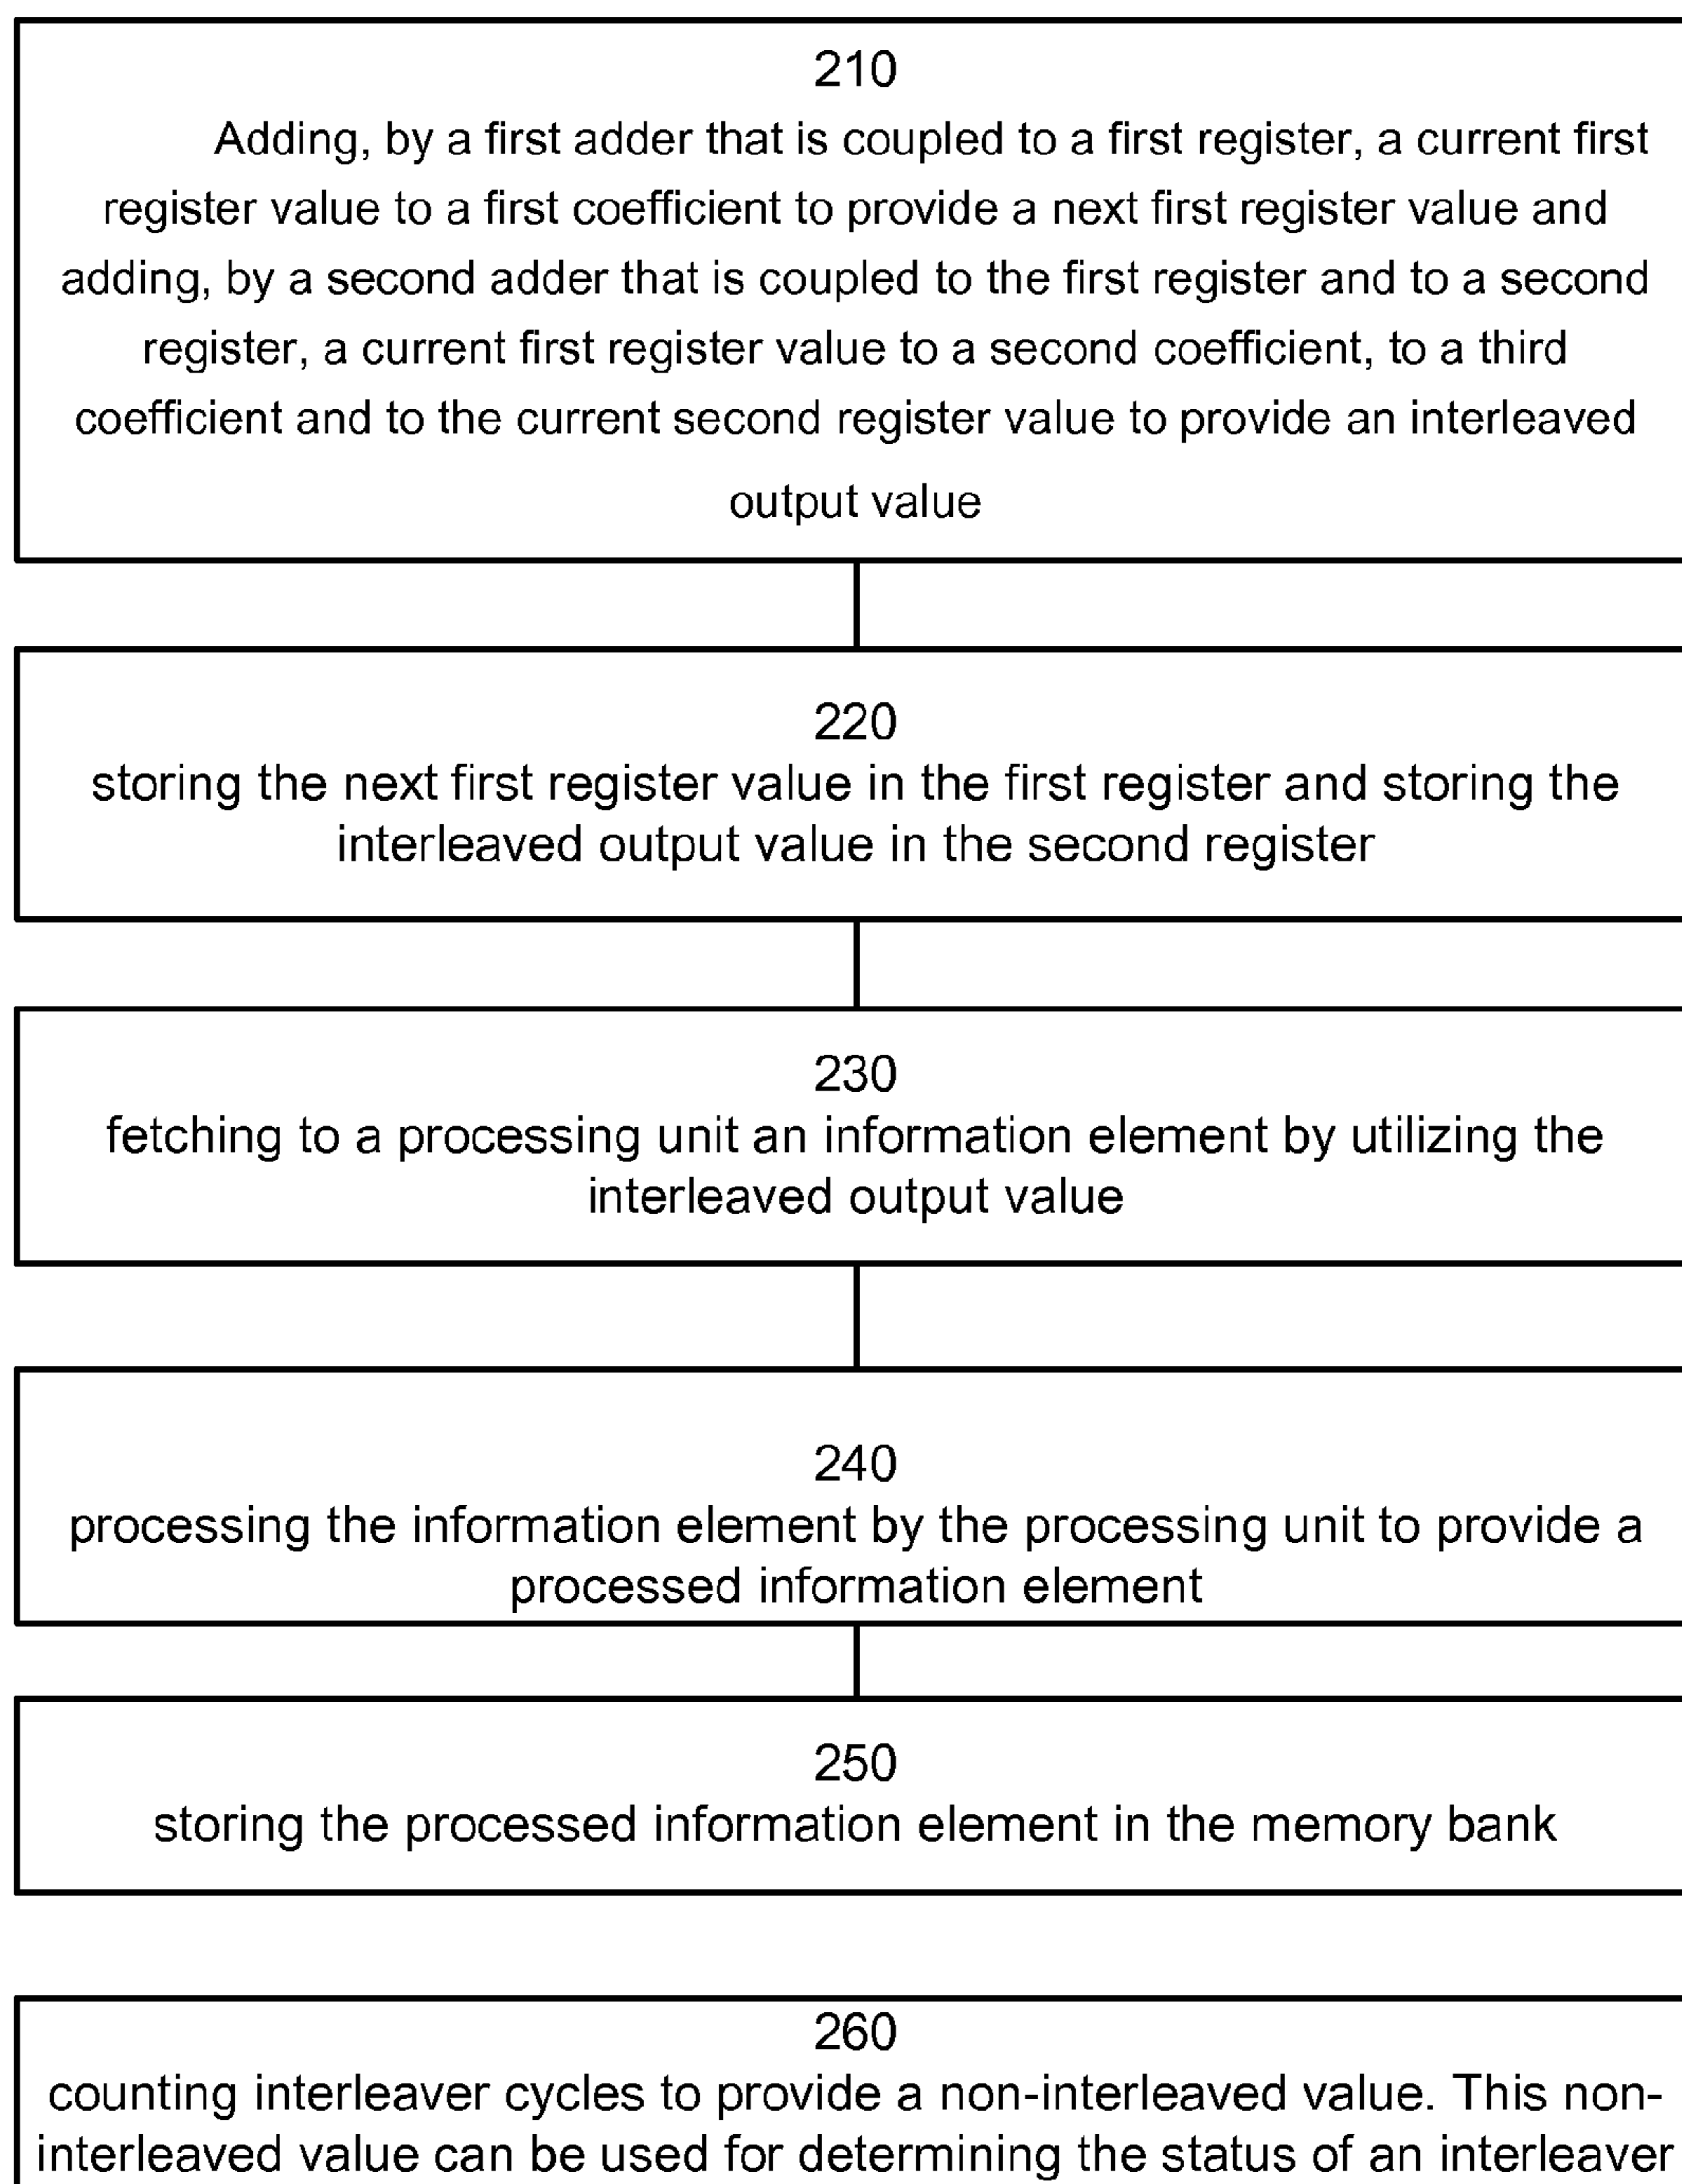 210
Adding, by a first adder that is coupled to a first register, a current first
register value to a first coefficient to provide a next first register value and
adding, by a second adder that is coupled to the first register and to a second
register, a current first register value to a second coefficient, to a third
coefficient and to the current second register value to provide an interleaved
output value
220
storing the next first register value in the first register and storing the
interleaved output value in the second register
230
fetching to a processing unit an information element by utilizing the
interleaved output value
240
processing the information element by the processing unit to provide a
processed information element
250
storing the processed information element in the memory bank
260
counting interleaver cycles to provide a non-interleaved value. This non-
interleaved value can be used for determining the status of an interleaver